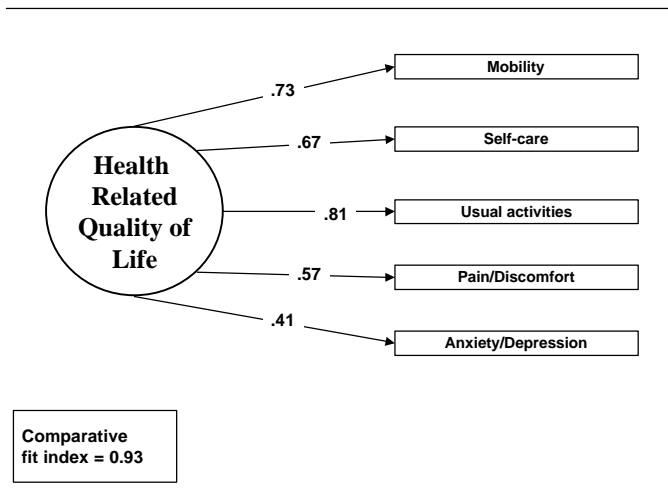 Mobility
.73
Self-care
.67
Health
Related
Quality of
Life
Usual activities
.81
Pain/Discomfort
.57
Anxiety/Depression
.41
Comparative
fit index = 0.93